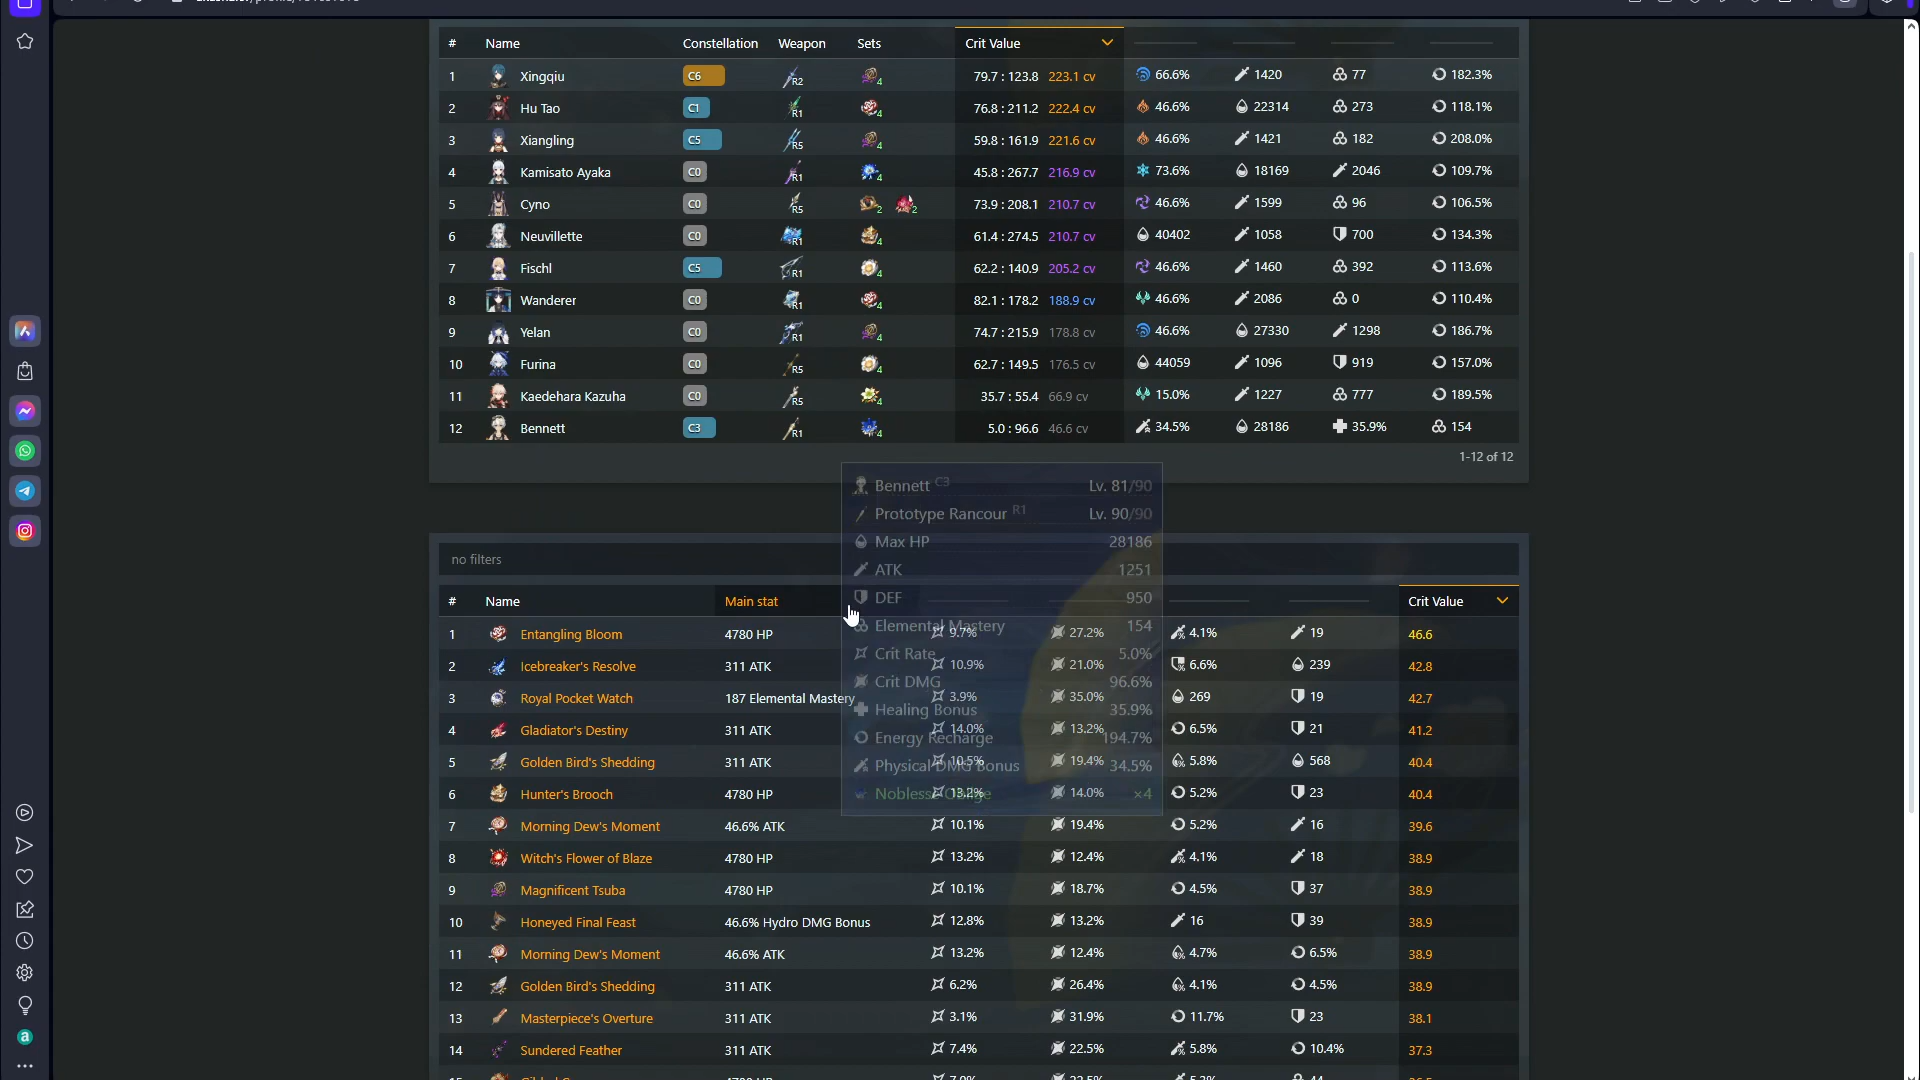 # Name Constellation Weapon Sets Crit Value
1 Xingqiu C6 R2 4 79.7 : 123.8 223.1 cv 66.6% 1420 77 182.3%
2 Hu Tao C1 R1 4 76.8 : 211.2 222.4 cv 46.6% 22314 273 118.1%
3 Xiangling C5 R5 4 59.8 : 161.9 221.6 cv 46.6% 1421 182 208.0%
4 Kamisato Ayaka C0 R1 4 45.8 : 267.7 216.9 cv 73.6% 18169 2046 109.7%
5 Cyno C0 R5 2 2 73.9 : 208.1 210.7 cv 46.6% 1599 96 106.5%
6 Neuvillette C0 R1 4 61.4 : 274.5 210.7 cv 40402 1058 700 134.3%
7 Fischl C5 R1 4 62.2 : 140.9 205.2 cv 46.6% 1460 392 113.6%
8 Wanderer C0 R1 4 82.1 : 178.2 188.9 cv 46.6% 2086 0 110.4%
9 Yelan C0 R1 4 74.7 : 215.9 178.8 cv 46.6% 27330 1298 186.7%
10 Furina C0 R5 4 62.7 : 149.5 176.5 cv 44059 1096 919 157.0%
11 Kaedehara Kazuha C0 R5 4 35.7 : 55.4 66.9 cv 15.0% 1227 777 189.5%
12 Bennett C3 R1 4 5.0 : 96.6 46.6 cv 34.5% 28186 35.9% 154
1-12 of 12
Bennett C3 Lv. 81/90
Prototype Rancour R1 Lv. 90/90
Max HP 28186
ATK 1251
DEF 950
Elemental Mastery 154
Crit Rate 5.0%
Crit DMG 96.6%
Healing Bonus 35.9%
Energy Recharge 194.7%
Physical DMG Bonus 34.5%
×4
no filters
# Name Main stat Crit Value
1 Entangling Bloom 4780 HP 9.7% 27.2% 4.1% 19 46.6
2 Icebreaker's Resolve 311 ATK 10.9% 21.0% 6.6% 239 42.8
3 Royal Pocket Watch 187 Elemental Mastery 3.9% 35.0% 269 19 42.7
4 Gladiator's Destiny 311 ATK 14.0% 13.2% 6.5% 21 41.2
5 Golden Bird's Shedding 311 ATK 10.5% 19.4% 5.8% 568 40.4
6 Hunter's Brooch 4780 HP 13.2% 14.0% 5.2% 23 40.4
7 Morning Dew's Moment 46.6% ATK 10.1% 19.4% 5.2% 16 39.6
8 Witch's Flower of Blaze 4780 HP 13.2% 12.4% 4.1% 18 38.9
9 Magnificent Tsuba 4780 HP 10.1% 18.7% 4.5% 37 38.9
10 Honeyed Final Feast 46.6% Hydro DMG Bonus 12.8% 13.2% 16 39 38.9
11 Morning Dew's Moment 46.6% ATK 13.2% 12.4% 4.7% 6.5% 38.9
12 Golden Bird's Shedding 311 ATK 6.2% 26.4% 4.1% 4.5% 38.9
13 Masterpiece's Overture 311 ATK 3.1% 31.9% 11.7% 23 38.1
14 Sundered Feather 311 ATK 7.4% 22.5% 5.8% 10.4% 37.3